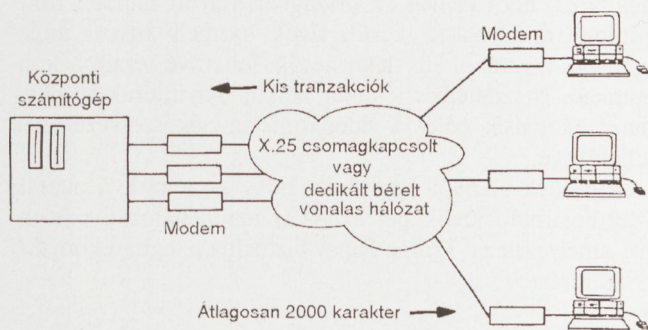 Modem
Központi
számítógép
Kis tranzakciók
X.25 csomagkapcsolt
vagy
dedikált bérelt
vonalas hálózat
Modem
Átlagosan 2000 karakter